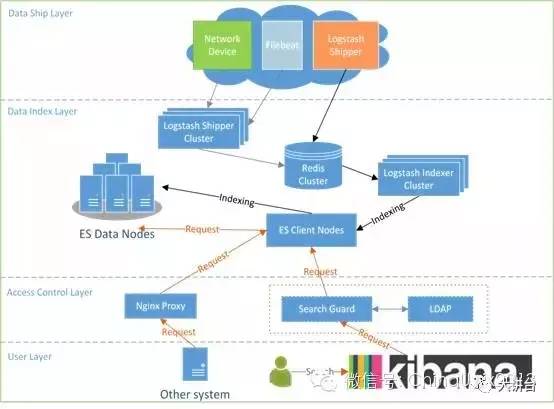 Data Ship Layer
Network
Device
Filebeat
Logstash
Shipper
Data Index Layer
Logstash Shipper
Cluster
Redis
Cluster
Logstash Indexer
Cluster
Indexing
Indexing
ES Data Nodes
Request
ES Client Nodes
Request
Request
Access Control Layer
Nginx Proxy
Search Guard
LDAP
Request
Request
User Layer
Other system
Search
kibana
微信号